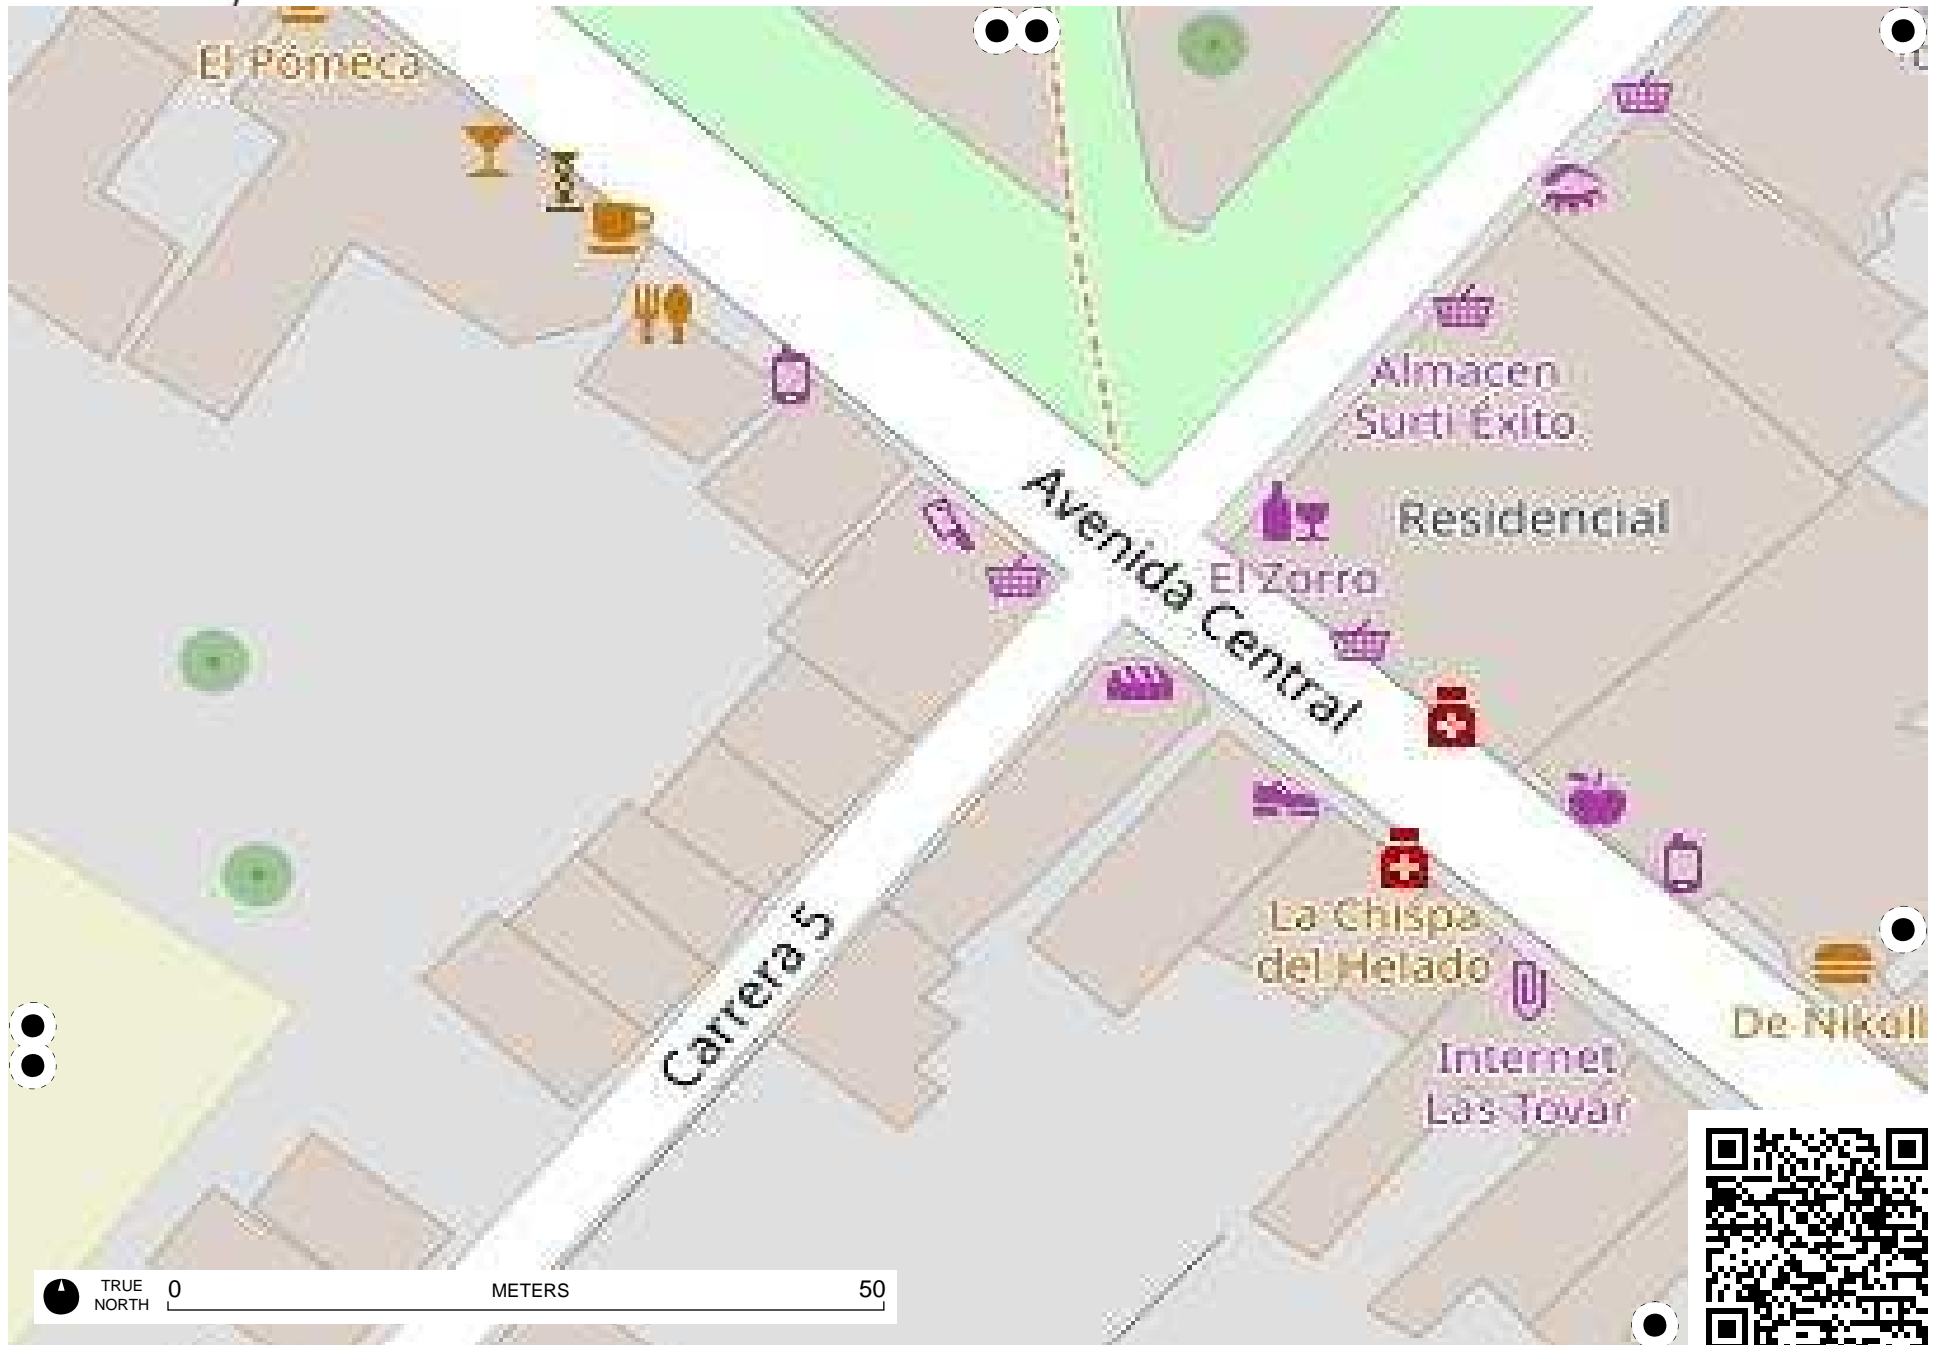 El Pomeca
Almacen
Surti Éxito
Residencial
El Zorro
Avenida Central
La Chispa
del Helado
De Nikoll
Carrera 5
Internet
Las Tovar
TRUE
NORTH
0
METERS
50